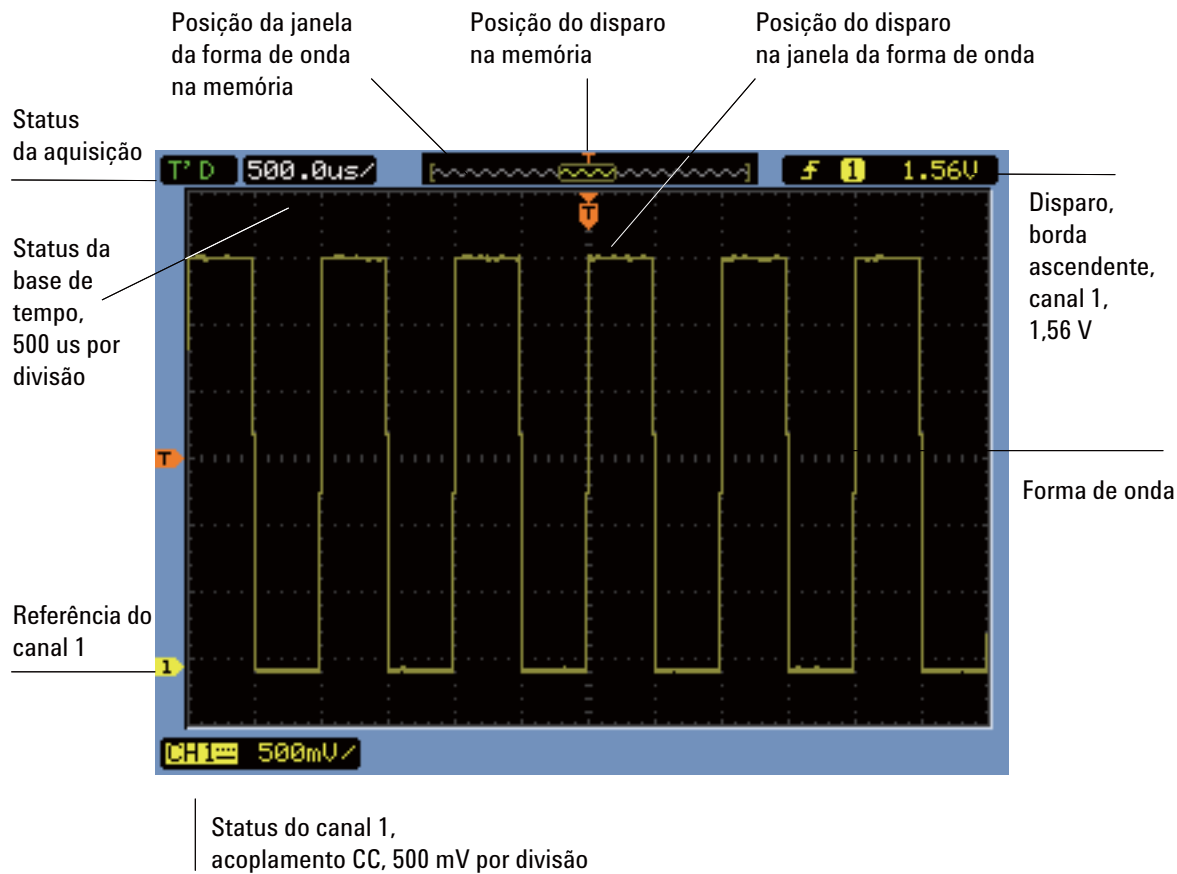 Posição da janela
da forma de onda
na memória
Posição do disparo
na memória
Posição do disparo
na janela da forma de onda
Status
da aquisição
T'D
500.0us/
T
1
1.56V
T
Disparo,
borda
ascendente,
canal 1,
1,56 V
Status da
base de
tempo,
500 us por
divisão
T
Forma de onda
Referência do
canal 1
1
CH1 500mV/
Status do canal 1,
acoplamento CC, 500 mV por divisão